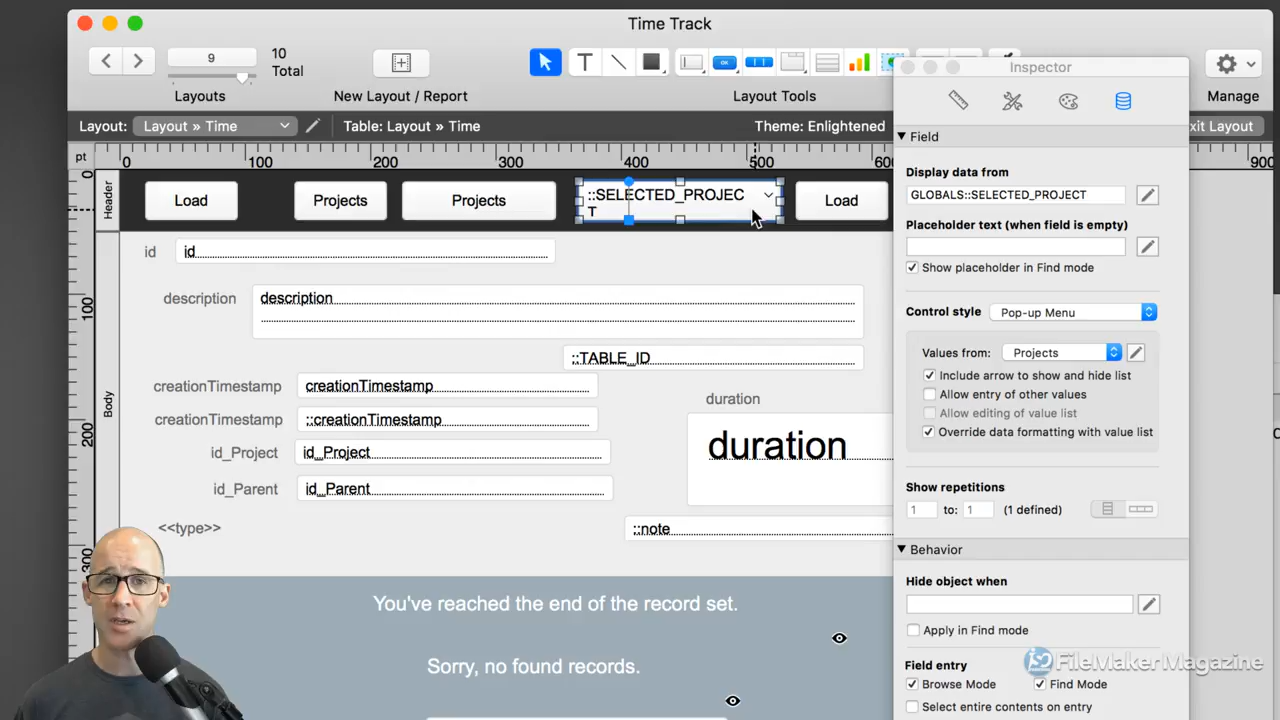 Time Track
9
10
Total
Layouts
New Layout / Report
Layout Tools
Manage
Layout:
Layout » Time
Table: Layout » Time
Theme: Enlightened
xit Layout
pt
0
100
200
300
400
500
900
0
100
200
300
Header
Body
Load
Projects
Projects
::SELECTED_PROJEC
T
Load
id
id
description
description
::TABLE_ID
creationTimestamp
creationTimestamp
creationTimestamp
::creationTimestamp
id_Project
id_Project
id_Parent
id_Parent
duration
duration
<<type>>
::note
You've reached the end of the record set.
Sorry, no found records.
Inspector
Field
Display data from
GLOBALS::SELECTED_PROJECT
Placeholder text (when field is empty)
Show placeholder in Find mode
Control style
Pop-up Menu
Values from:
Projects
Include arrow to show and hide list
Allow entry of other values
Allow editing of value list
Override data formatting with value list
Show repetitions
1
to:
1
(1 defined)
Behavior
Hide object when
Apply in Find mode
Field entry
Browse Mode
Find Mode
Select entire contents on entry
FileMakerMagazine